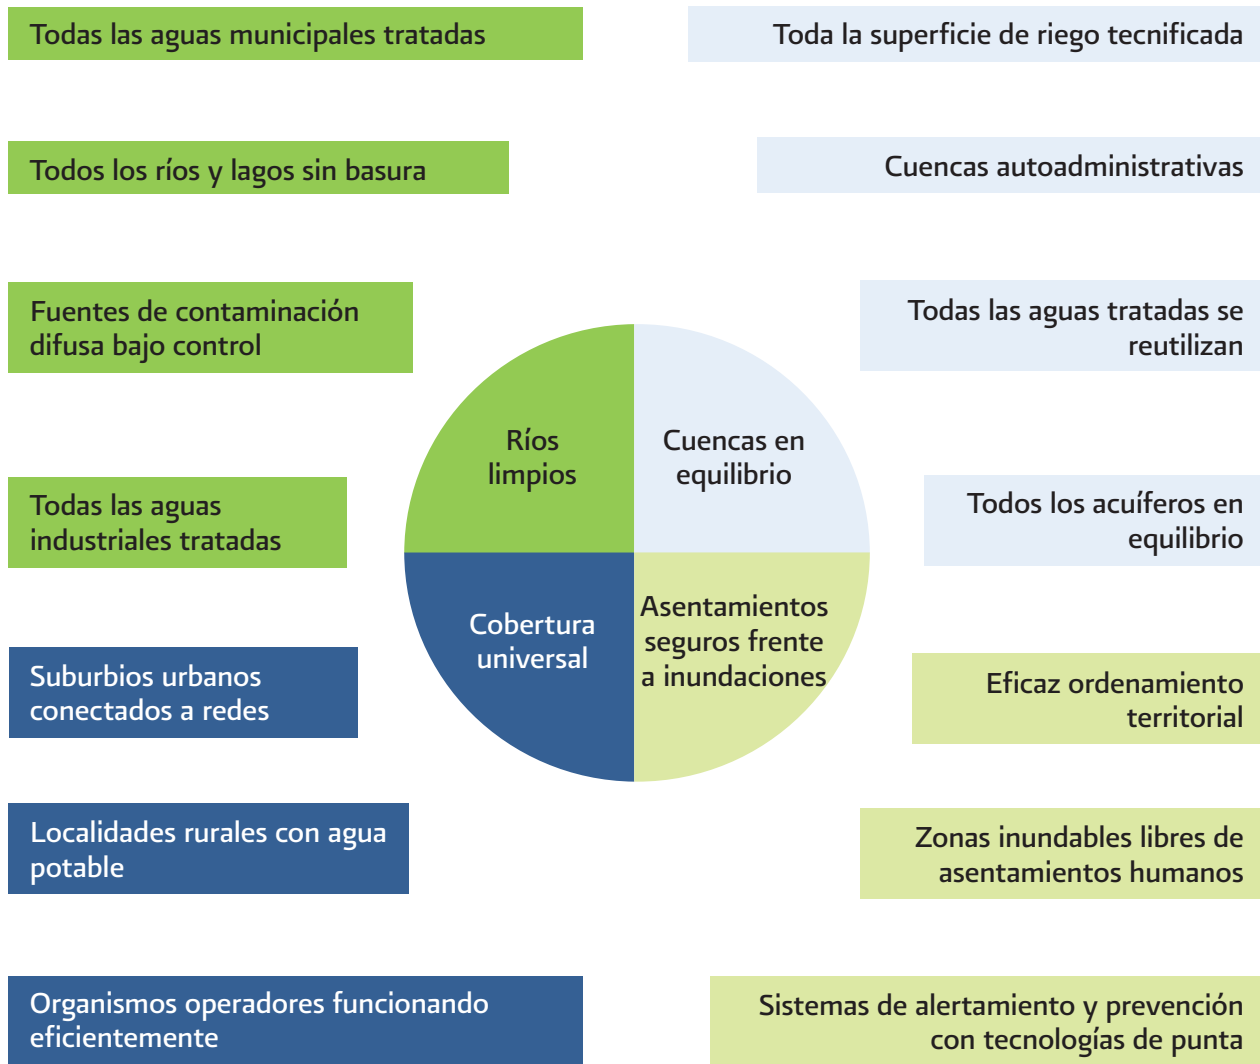 Todas las aguas municipales tratadas
Toda la superficie de riego tecnificada
Todos los ríos y lagos sin basura
Cuencas autoadministrativas
Fuentes de contaminación
difusa bajo control
Todas las aguas tratadas se
reutilizan
Ríos
limpios
Cuencas en
equilibrio
Todas las aguas
industriales tratadas
Todos los acuíferos en
equilibrio
Cobertura
universal
Asentamientos
seguros frente
a inundaciones
Suburbios urbanos
conectados a redes
Eficaz ordenamiento
territorial
Localidades rurales con agua
potable
Zonas inundables libres de
asentamientos humanos
Organismos operadores funcionando
eficientemente
Sistemas de alertamiento y prevención
con tecnologías de punta